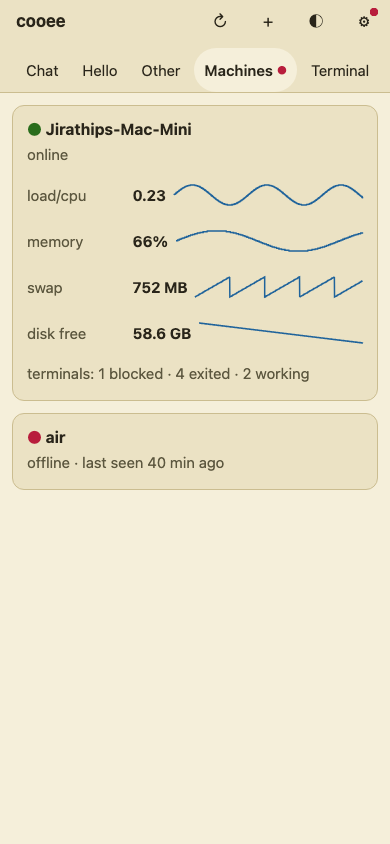 cooee
Chat Hello Other Machines Terminal
Jirathips-Mac-Mini
online
load/cpu 0.23
memory 66%
swap 752 MB
disk free 58.6 GB
terminals: 1 blocked · 4 exited · 2 working
air
offline · last seen 40 min ago